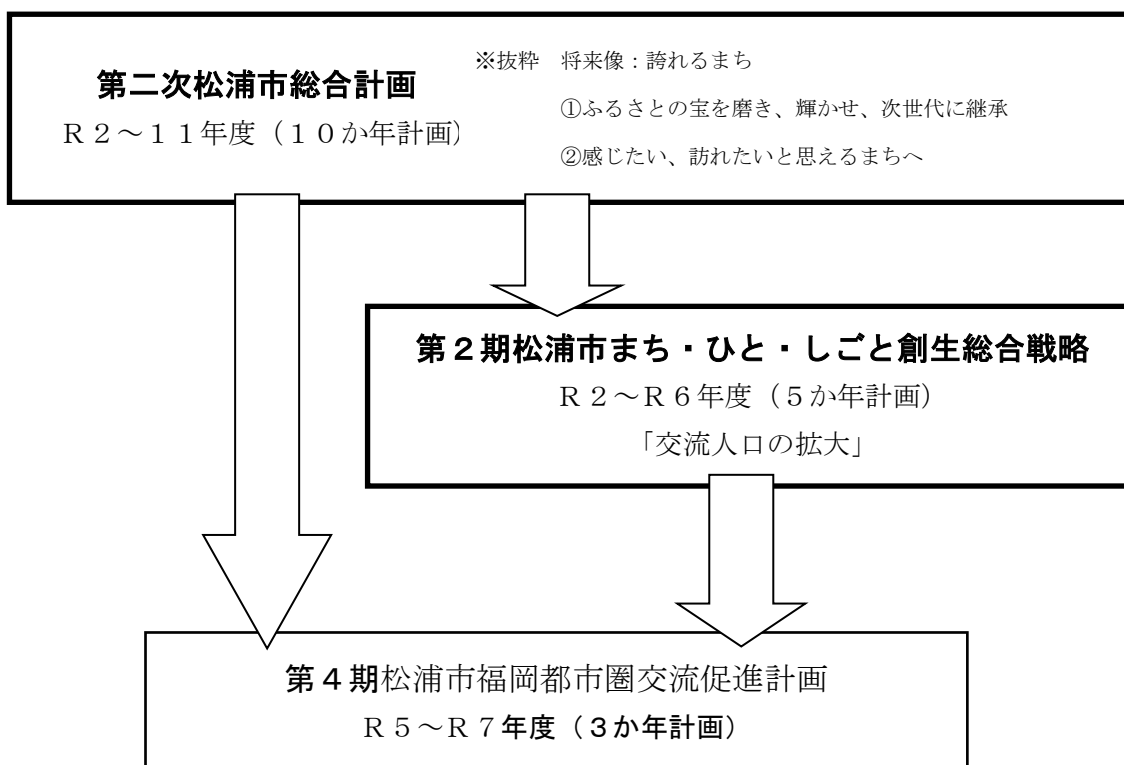 第二次松浦市総合計画
Ｒ２～１１年度（１０か年計画）
※抜粋　将来像：誇れるまち
①ふるさとの宝を磨き、輝かせ、次世代に継承
②感じたい、訪れたいと思えるまちへ
第２期松浦市まち・ひと・しごと創生総合戦略
Ｒ２～Ｒ６年度（５か年計画）
「交流人口の拡大」
第４期松浦市福岡都市圏交流促進計画
Ｒ５～Ｒ７年度（３か年計画）